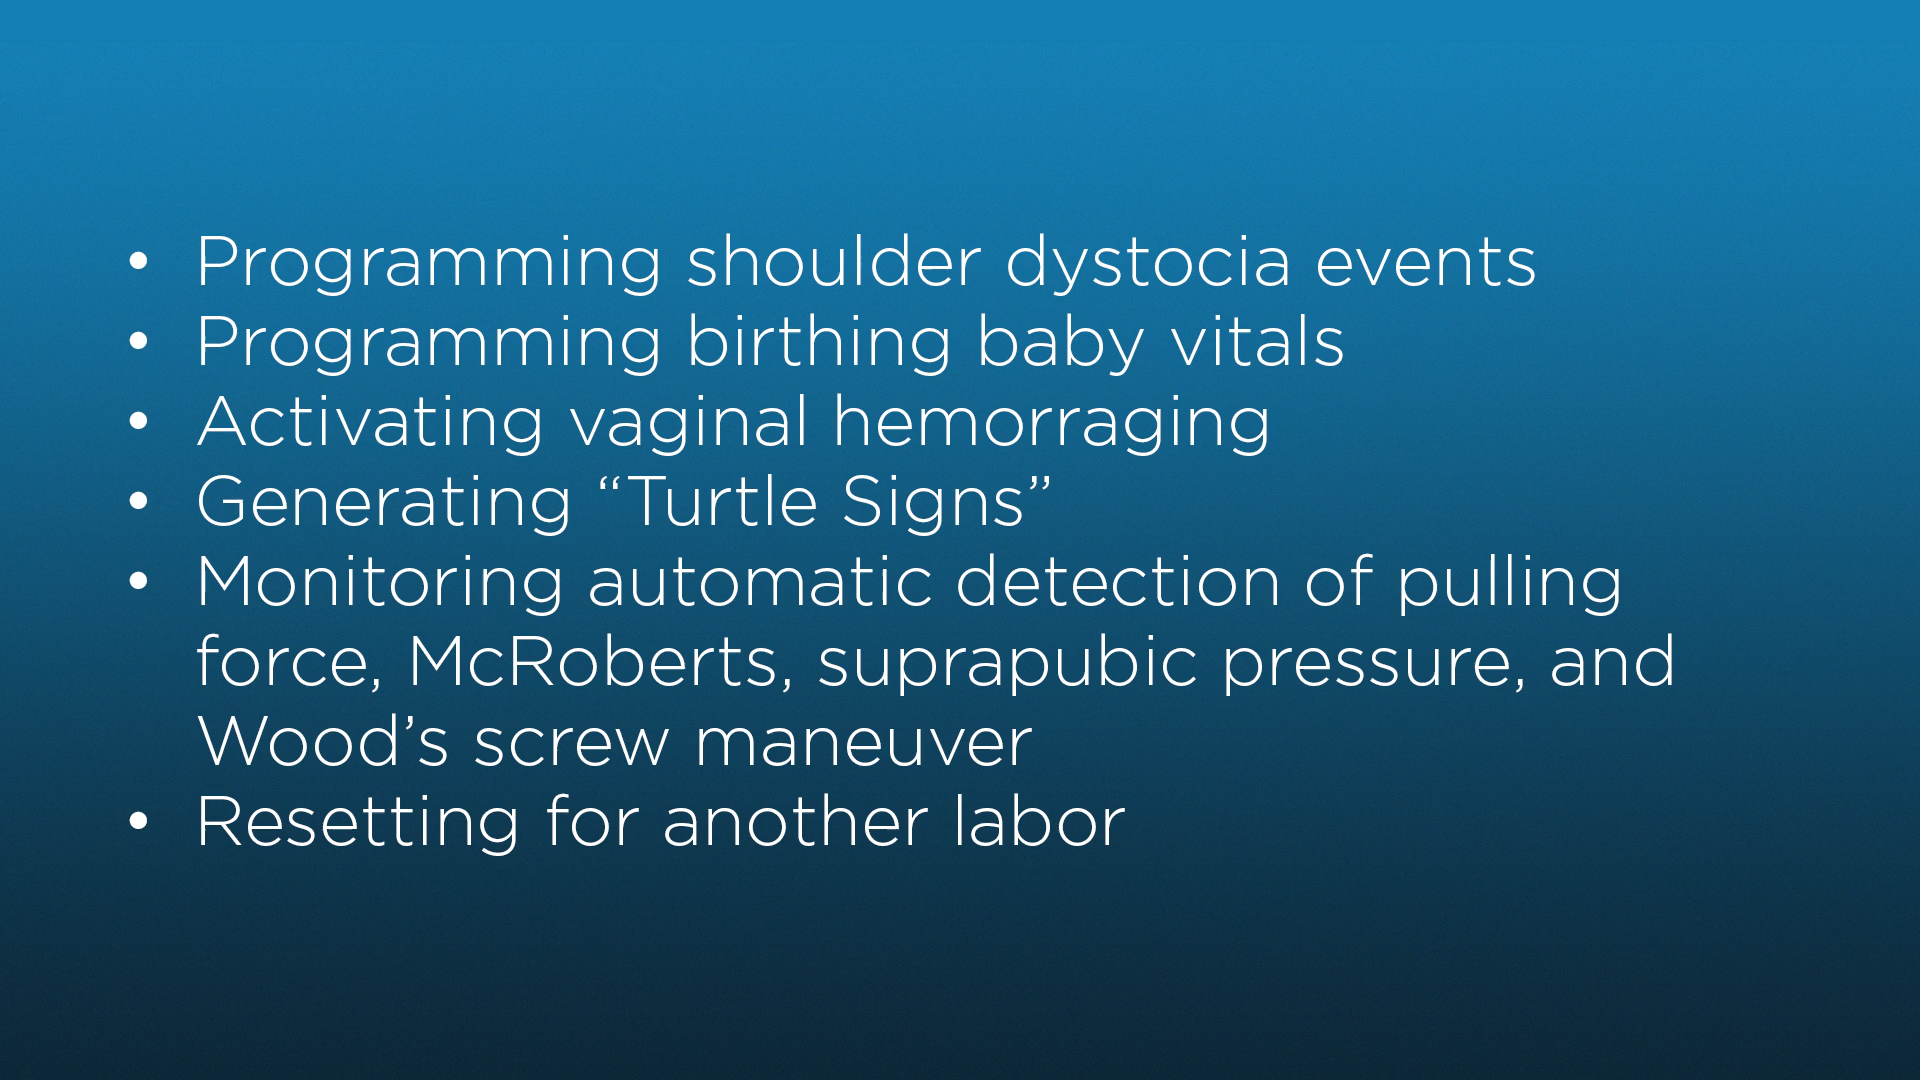 • Programming shoulder dystocia events
• Programming birthing baby vitals
• Activating vaginal hemorraging
• Generating “Turtle Signs”
• Monitoring automatic detection of pulling
force, McRoberts, suprapubic pressure, and
Wood’s screw maneuver
• Resetting for another labor